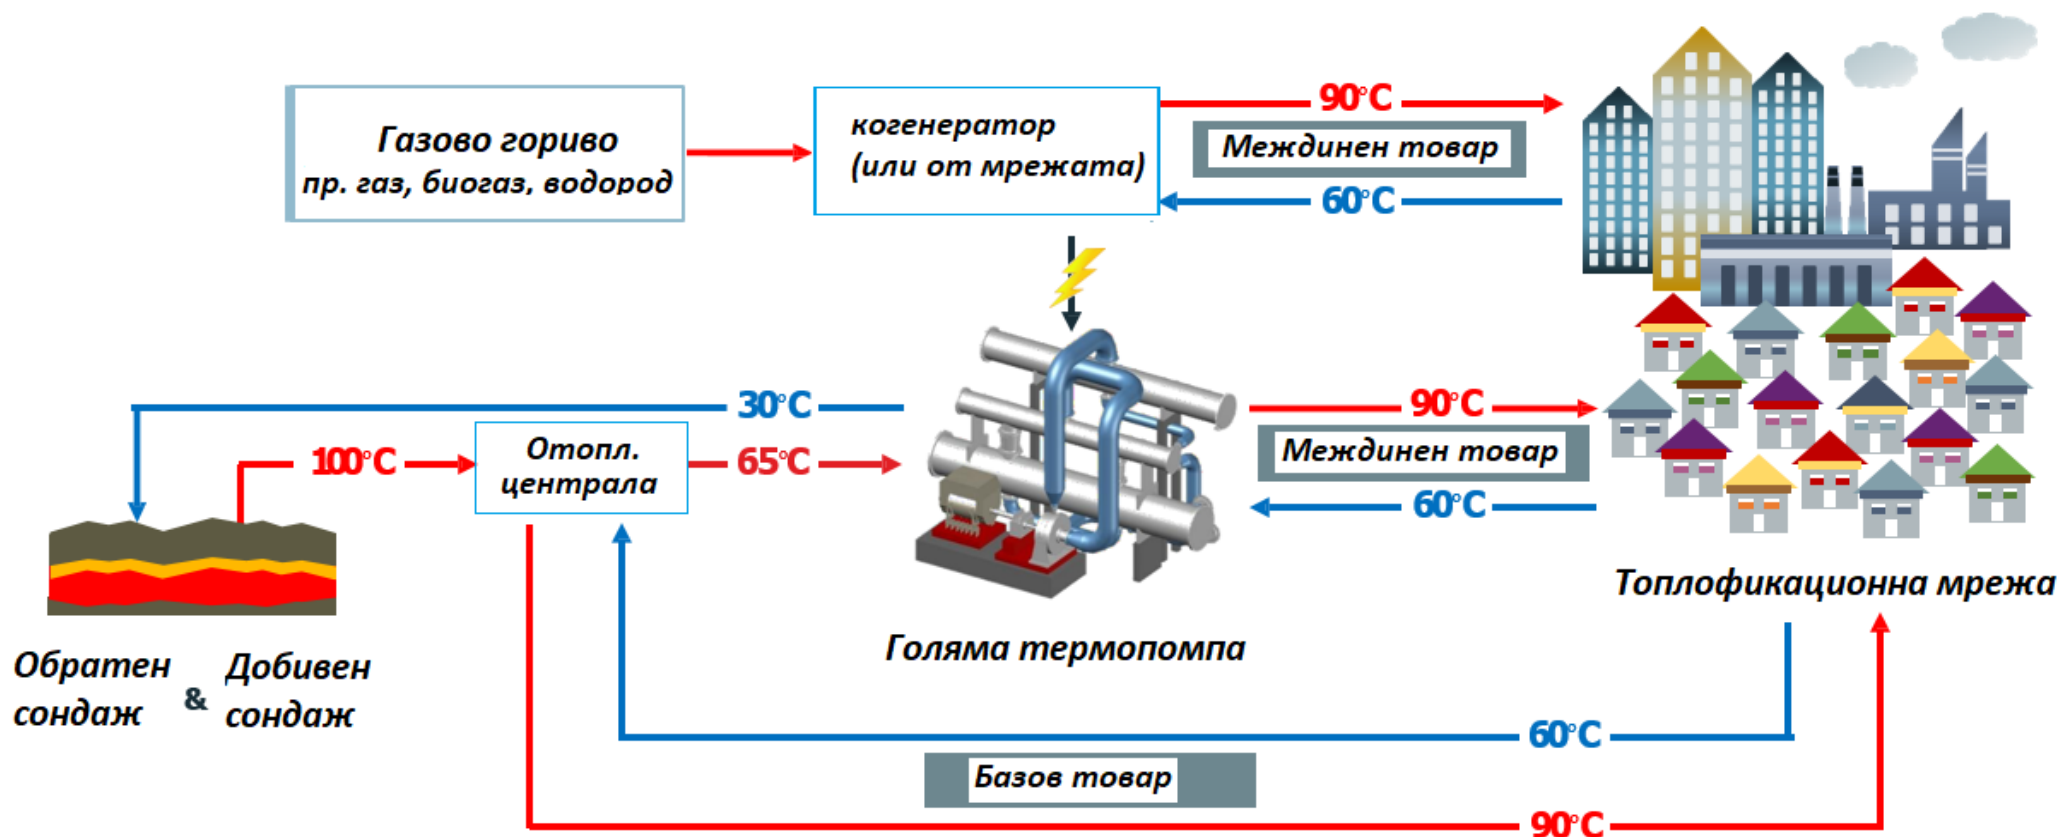 Газово гориво
пр. газ, биогаз, водород
когенератор
(или от мрежата)
90°C
Междинен товар
60°C
30°C
100°C
Отопл.
централа
65°C
90°C
Междинен товар
60°C
Топлофикационна мрежа
Голяма термопомпа
Обратен
сондаж
&
Добивен
сондаж
60°C
Базов товар
90°C